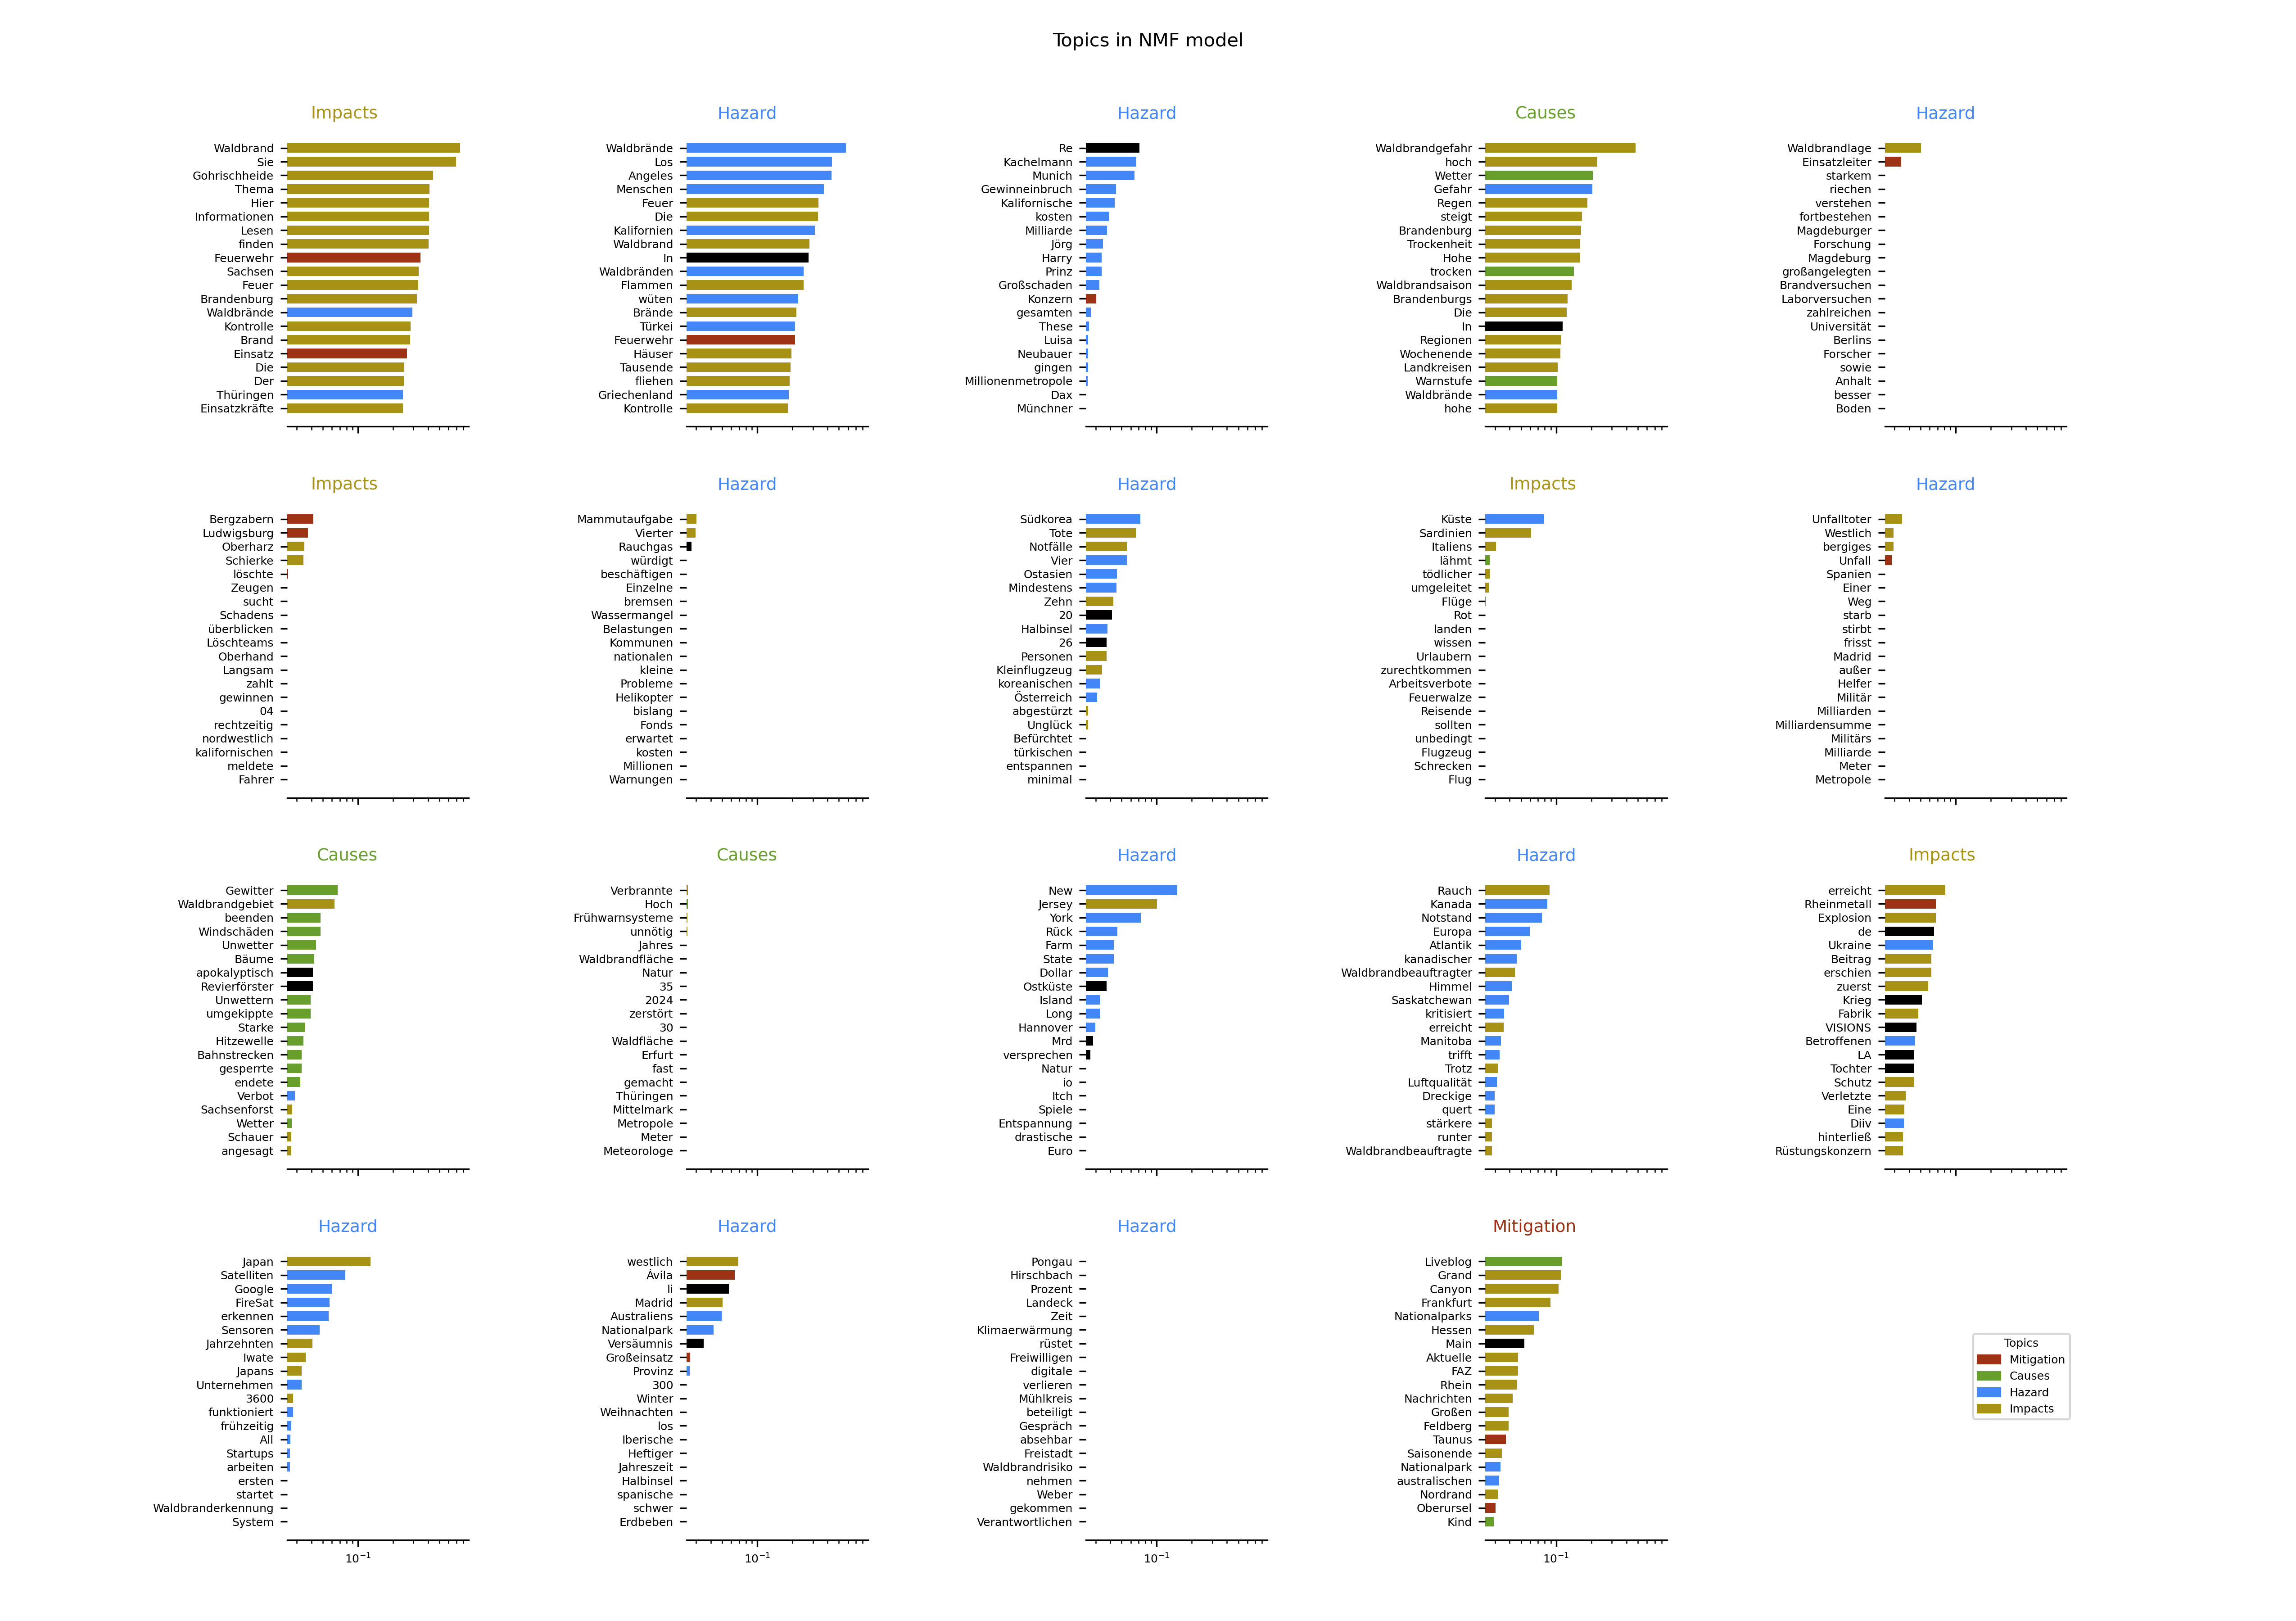 Topics in NMF model
Impacts
Waldbrand
Sie
Gohrischheide
Thema
Hier
Informationen
Lesen
finden
Feuerwehr
Sachsen
Feuer
Brandenburg
Waldbrände
Kontrolle
Brand
Einsatz
Die
Der
Thüringen
Einsatzkräfte
Hazard
Waldbrände
Los
Angeles
Menschen
Feuer
Die
Kalifornien
Waldbrand
In
Waldbränden
Flammen
wüten
Brände
Türkei
Feuerwehr
Häuser
Tausende
fliehen
Griechenland
Kontrolle
Hazard
Re
Kachelmann
Munich
Gewinneinbruch
Kalifornische
kosten
Milliarde
Jörg
Harry
Prinz
Großschaden
Konzern
gesamten
These
Luisa
Neubauer
gingen
Millionenmetropole
Dax
Münchner
Causes
Waldbrandgefahr
hoch
Wetter
Gefahr
Regen
steigt
Brandenburg
Trockenheit
Hohe
trocken
Waldbrandsaison
Brandenburgs
Die
In
Regionen
Wochenende
Landkreisen
Warnstufe
Waldbrände
hohe
Hazard
Waldbrandlage
Einsatzleiter
starkem
riechen
verstehen
fortbestehen
Magdeburger
Forschung
Magdeburg
großangelegten
Brandversuchen
Laborversuchen
zahlreichen
Universität
Berlins
Forscher
sowie
Anhalt
besser
Boden
Impacts
Bergzabern
Ludwigsburg
Oberharz
Schierke
löschte
Zeugen
sucht
Schadens
überblicken
Löschteams
Oberhand
Langsam
zahlt
gewinnen
04
rechtzeitig
nordwestlich
kalifornischen
meldete
Fahrer
Hazard
Mammutaufgabe
Vierter
Rauchgas
würdigt
beschäftigen
Einzelne
bremsen
Wassermangel
Belastungen
Kommunen
nationalen
kleine
Probleme
Helikopter
bislang
Fonds
erwartet
kosten
Millionen
Warnungen
Hazard
Südkorea
Tote
Notfälle
Vier
Ostasien
Mindestens
Zehn
20
Halbinsel
26
Personen
Kleinflugzeug
koreanischen
Österreich
abgestürzt
Unglück
Befürchtet
türkischen
entspannen
minimal
Impacts
Küste
Sardinien
Italiens
lähmt
tödlicher
umgeleitet
Flüge
Rot
landen
wissen
Urlaubern
zurechtkommen
Arbeitsverbote
Feuerwalze
Reisende
sollten
unbedingt
Flugzeug
Schrecken
Flug
Hazard
Unfalltoter
Westlich
bergiges
Unfall
Spanien
Einer
Weg
starb
stirbt
frisst
Madrid
außer
Helfer
Militär
Milliarden
Milliardensumme
Militärs
Milliarde
Meter
Metropole
Causes
Gewitter
Waldbrandgebiet
beenden
Windschäden
Unwetter
Bäume
apokalyptisch
Revierförster
Unwettern
umgekippte
Starke
Hitzewelle
Bahnstrecken
gesperrte
endete
Verbot
Sachsenforst
Wetter
Schauer
angesagt
Causes
Verbrannte
Hoch
Frühwarnsysteme
unnötig
Jahres
Waldbrandfläche
Natur
35
2024
zerstört
30
Waldfläche
Erfurt
fast
gemacht
Thüringen
Mittelmark
Metropole
Meter
Meteorologe
Hazard
New
Jersey
York
Rück
Farm
State
Dollar
Ostküste
Island
Long
Hannover
Mrd
versprechen
Natur
io
Itch
Spiele
Entspannung
drastische
Euro
Hazard
Rauch
Kanada
Notstand
Europa
Atlantik
kanadischer
Waldbrandbeauftragter
Himmel
Saskatchewan
kritisiert
erreicht
Manitoba
trifft
Trotz
Luftqualität
Dreckige
quert
stärkere
runter
Waldbrandbeauftragte
Impacts
erreicht
Rheinmetall
Explosion
de
Ukraine
Beitrag
erschien
zuerst
Krieg
Fabrik
VISIONS
Betroffenen
LA
Tochter
Schutz
Verletzte
Eine
Diiv
hinterließ
Rüstungskonzern
Hazard
Japan
Satelliten
Google
FireSat
erkennen
Sensoren
Jahrzehnten
Iwate
Japans
Unternehmen
3600
funktioniert
frühzeitig
All
Startups
arbeiten
ersten
startet
Waldbranderkennung
System
10⁻¹
Hazard
westlich
Ávila
li
Madrid
Australiens
Nationalpark
Versäumnis
Großeinsatz
Provinz
300
Winter
Weihnachten
los
Iberische
Heftiger
Jahreszeit
Halbinsel
spanische
schwer
Erdbeben
10⁻¹
Hazard
Pongau
Hirschbach
Prozent
Landeck
Zeit
Klimaerwärmung
rüstet
Freiwilligen
digitale
verlieren
Mühlkreis
beteiligt
Gespräch
absehbar
Freistadt
Waldbrandrisiko
nehmen
Weber
gekommen
Verantwortlichen
10⁻¹
Mitigation
Liveblog
Grand
Canyon
Frankfurt
Nationalparks
Hessen
Main
Aktuelle
FAZ
Rhein
Nachrichten
Großen
Feldberg
Taunus
Saisonende
Nationalpark
australischen
Nordrand
Oberursel
Kind
10⁻¹
Topics
Mitigation
Causes
Hazard
Impacts